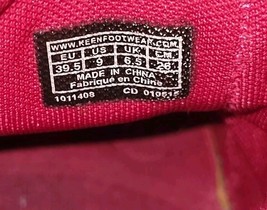 WWW.KEENFOOTWEAR.COM
EU US UK CM
39.5 9 6.5 26
MADE IN CHINA
Fabriqué en Chine
1011408 CD 010515